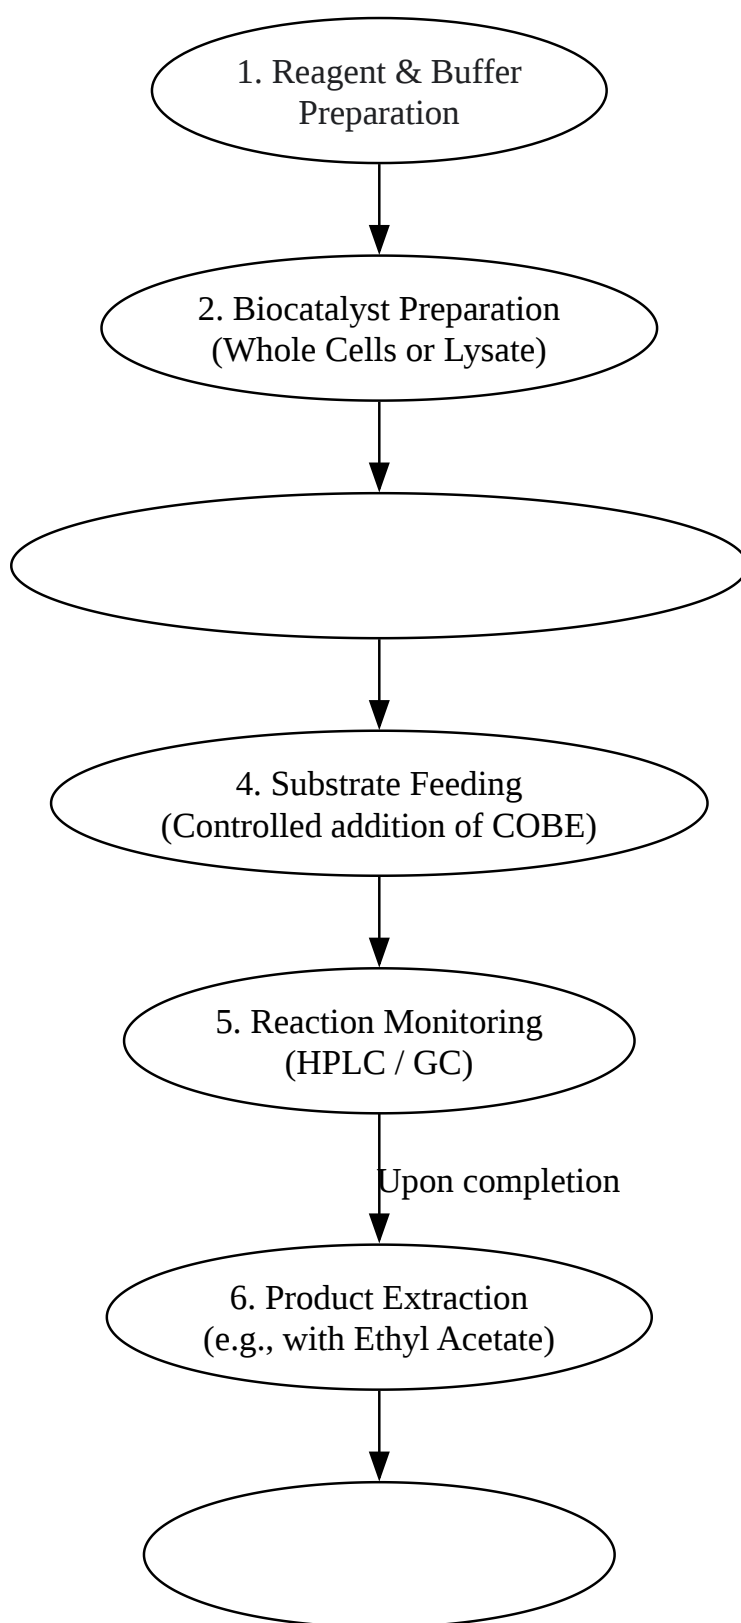 1. Reagent & Buffer
Preparation
2. Biocatalyst Preparation
(Whole Cells or Lysate)
4. Substrate Feeding
(Controlled addition of COBE)
5. Reaction Monitoring
(HPLC / GC)
Upon completion
6. Product Extraction
(e.g., with Ethyl Acetate)